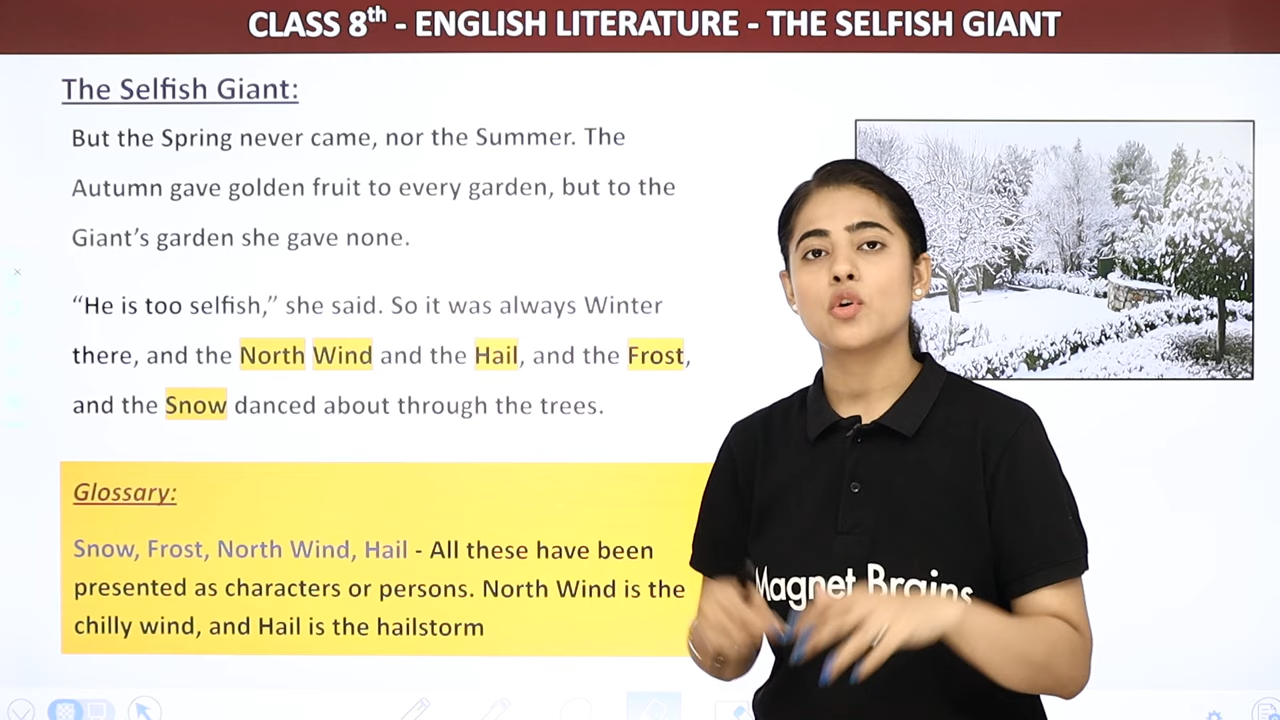 CLASS 8th - ENGLISH LITERATURE - THE SELFISH GIANT
The Selfish Giant:
But the Spring never came, nor the Summer. The
Autumn gave golden fruit to every garden, but to the
Giant’s garden she gave none.
“He is too selfish,” she said. So it was always Winter
there, and the North Wind and the Hail, and the Frost,
and the Snow danced about through the trees.
Glossary:
Snow, Frost, North Wind, Hail - All these have been
presented as characters or persons. North Wind is the
chilly wind, and Hail is the hailstorm
Magnet Brains